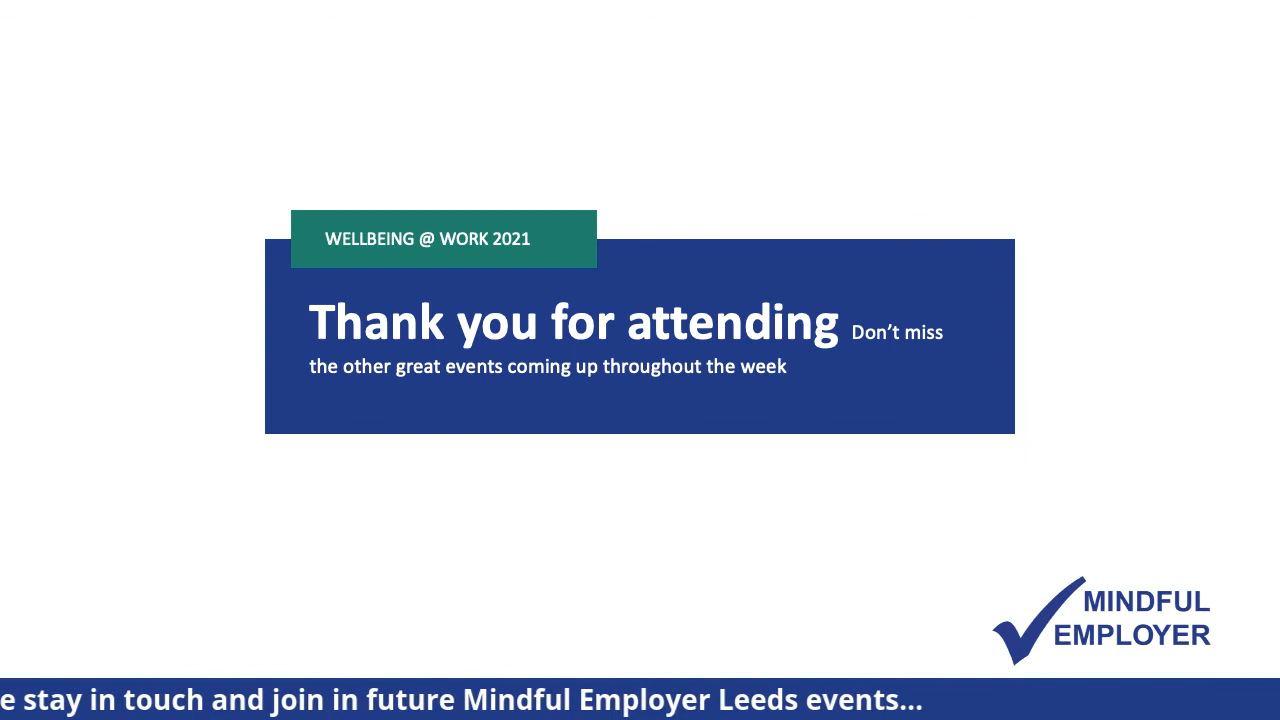 WELLBEING @ WORK 2021
Thank you for attending Don’t miss
the other great events coming up throughout the week
MINDFUL
EMPLOYER
e stay in touch and join in future Mindful Employer Leeds events...